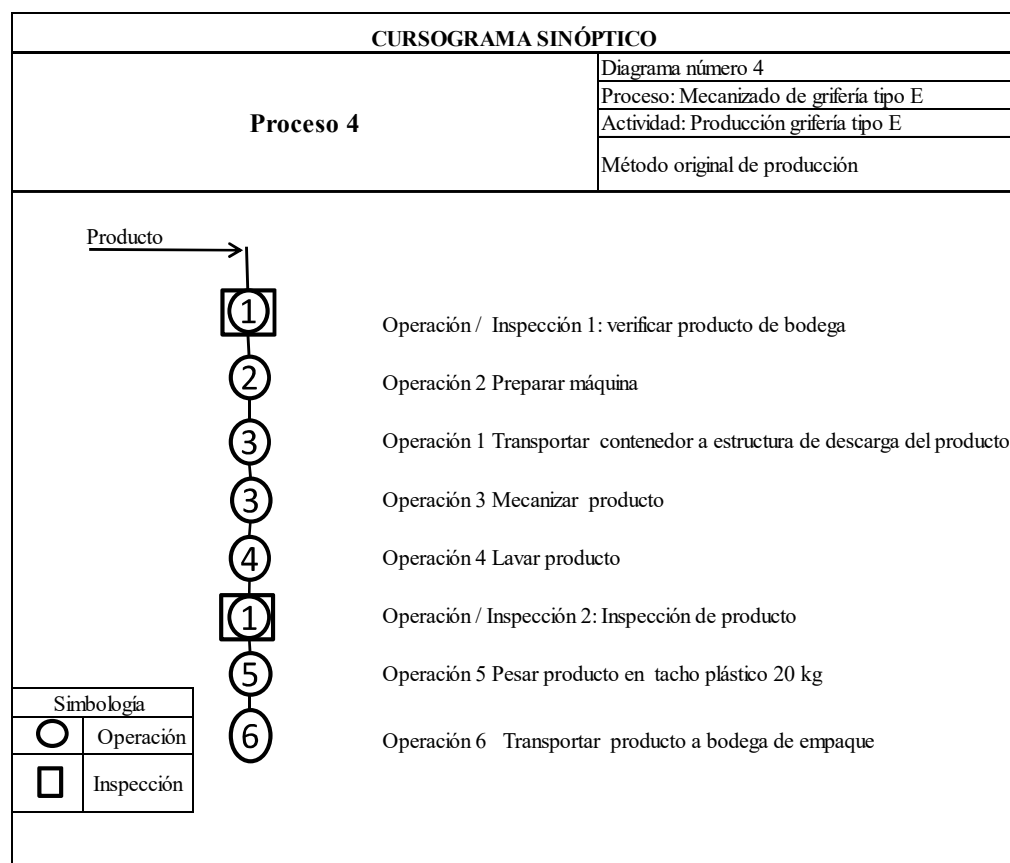 CURSOGRAMA SINÓPTICO
Proceso 4
Diagrama número 4
Proceso: Mecanizado de grifería tipo E
Actividad: Producción grifería tipo E
Método original de producción
Producto
1
Operación / Inspección 1: verificar producto de bodega
2
Operación 2 Preparar máquina
3
Operación 1 Transportar contenedor a estructura de descarga del producto
3
Operación 3 Mecanizar producto
4
Operación 4 Lavar producto
1
Operación / Inspección 2: Inspección de producto
5
Operación 5 Pesar producto en tacho plástico 20 kg
6
Operación 6 Transportar producto a bodega de empaque
Simbología
Operación
Inspección